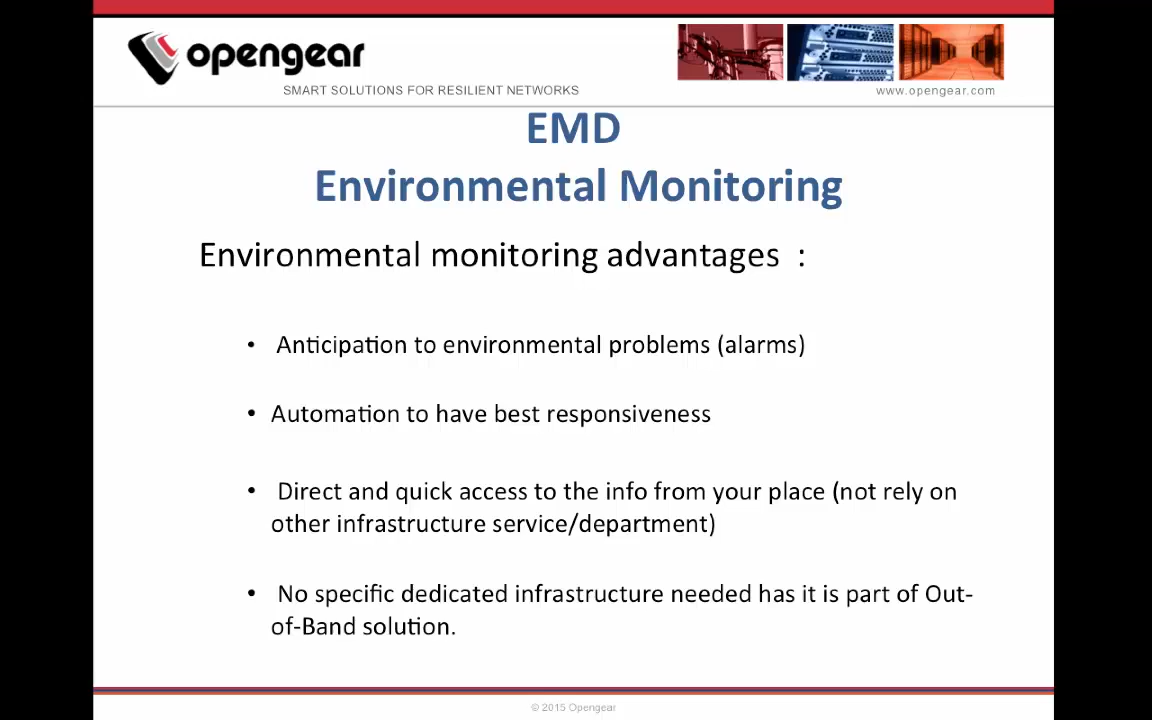 opengear
SMART SOLUTIONS FOR RESILIENT NETWORKS
www.opengear.com
EMD
Environmental Monitoring
Environmental monitoring advantages :
• Anticipation to environmental problems (alarms)
• Automation to have best responsiveness
• Direct and quick access to the info from your place (not rely on
other infrastructure service/department)
• No specific dedicated infrastructure needed has it is part of Out-
of-Band solution.
© 2015 Opengear